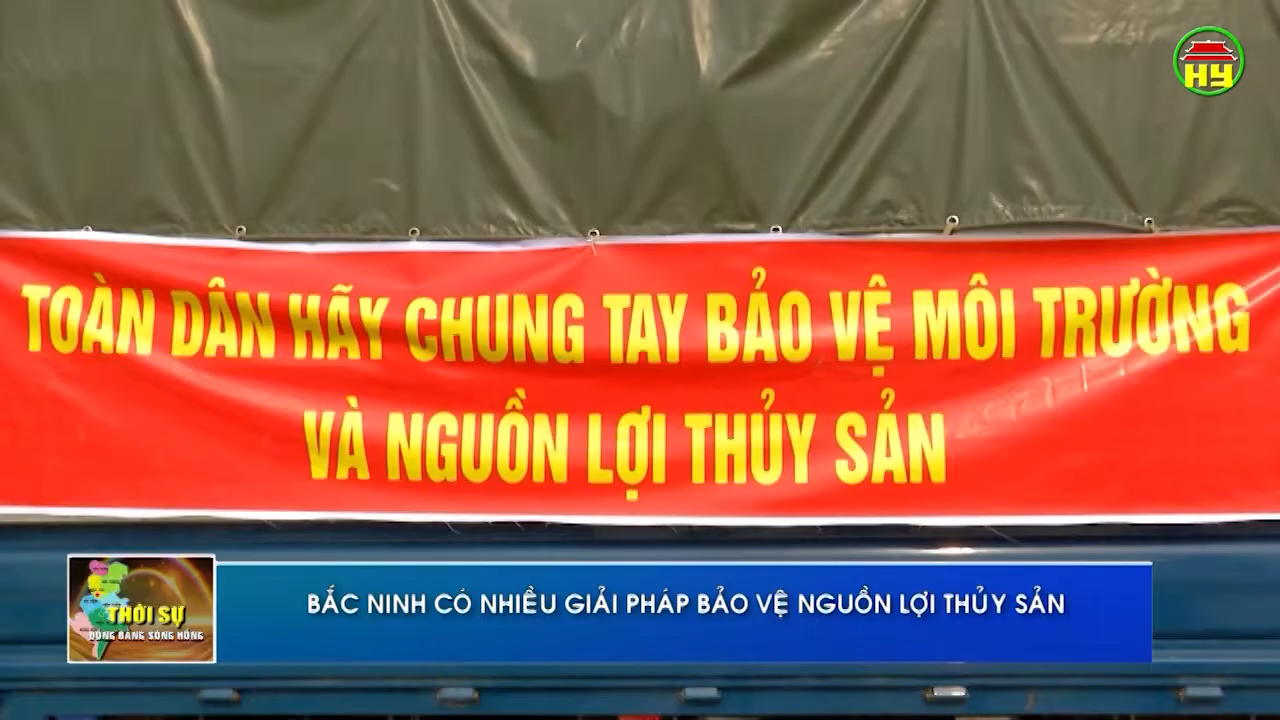 HY
TOÀN DÂN HÃY CHUNG TAY BẢO VỆ MÔI TRƯỜNG
VÀ NGUỒN LỢI THỦY SẢN
THỜI SỰ
ĐỒNG BẰNG SÔNG HỒNG
BẮC NINH CÓ NHIỀU GIẢI PHÁP BẢO VỆ NGUỒN LỢI THỦY SẢN